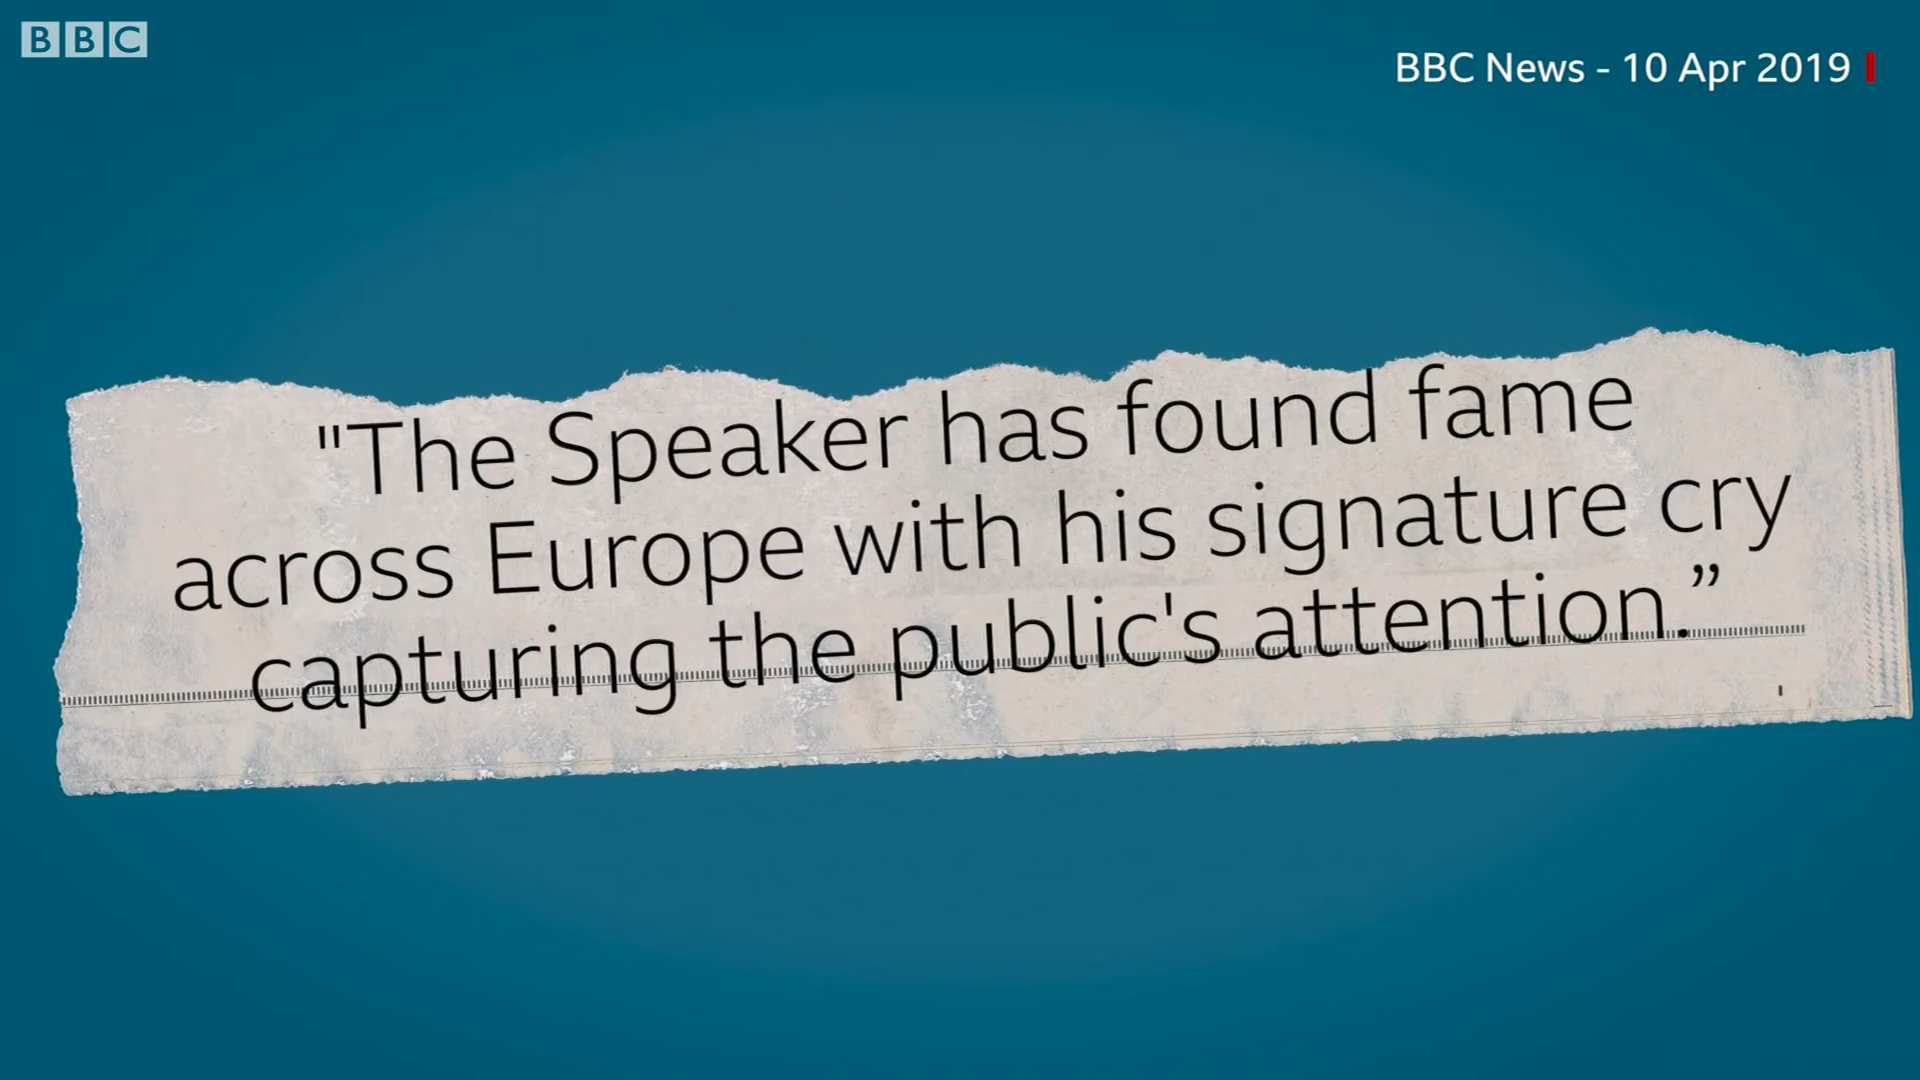 BBC
BBC News - 10 Apr 2019
"The Speaker has found fame
across Europe with his signature cry
capturing the public's attention.”